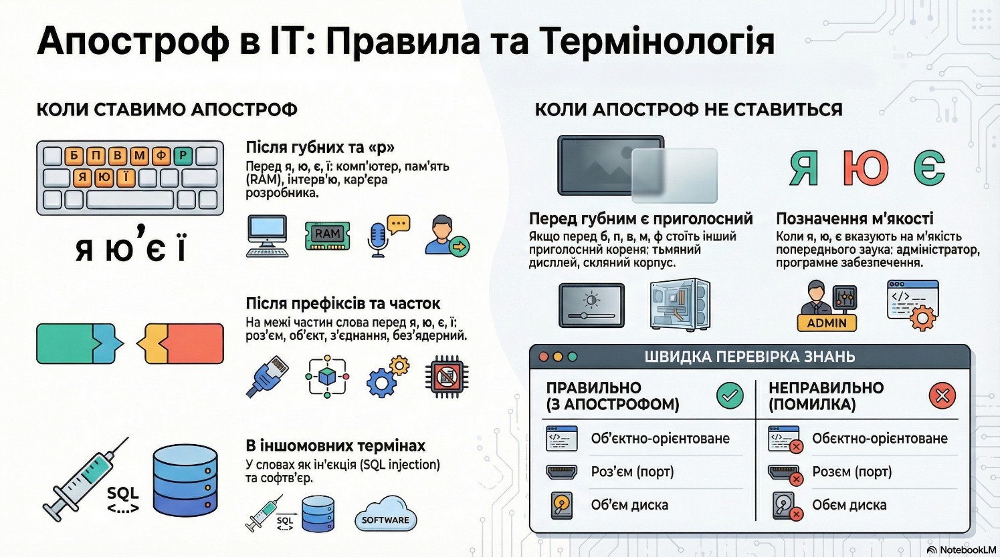 Апостроф в ІТ: Правила та Термінологія
КОЛИ СТАВИМО АПОСТРОФ
Б П В М Ф Р
Я Ю Ї
я ю’є ї
Після губних та «р»
Перед я, ю, є, ї: комп’ютер, пам’ять
(RAM), інтерв’ю, кар’єра
розробника.
RAM
Після префіксів та часток
На межі частин слова перед я, ю, є, ї:
роз’єм, об’єкт, з’єднання, без’ядерний.
SQL
<...>
В іншомовних термінах
У словах як ін’єкція (SQL injection)
та софтв’єр.
SQL
<...>
SOFTWARE
КОЛИ АПОСТРОФ НЕ СТАВИТЬСЯ
Перед губним є приголосний
Якщо перед б, п, в, м, ф стоїть інший
приголоснй кореня: тьмяний
дисллей, скляний корпус.
Я Ю Є
Позначення м’якості
Коли я, ю, є вказують на м’якість
попереднього заука: адміністратор,
програмне забезпечення.
ADMIN
</>
ШВИДКА ПЕРЕВІРКА ЗНАНЬ
ПРАВИЛЬНО
(З АПОСТРОФОМ)
НЕПРАВИЛЬНО
(ПОМИЛКА)
</>
Об’єктно-орієнтоване
</>
Обєктно-орієнтоване
Роз’єм (порт)
Розєм (порт)
Об’єм диска
Обєм диска
NotebookLM